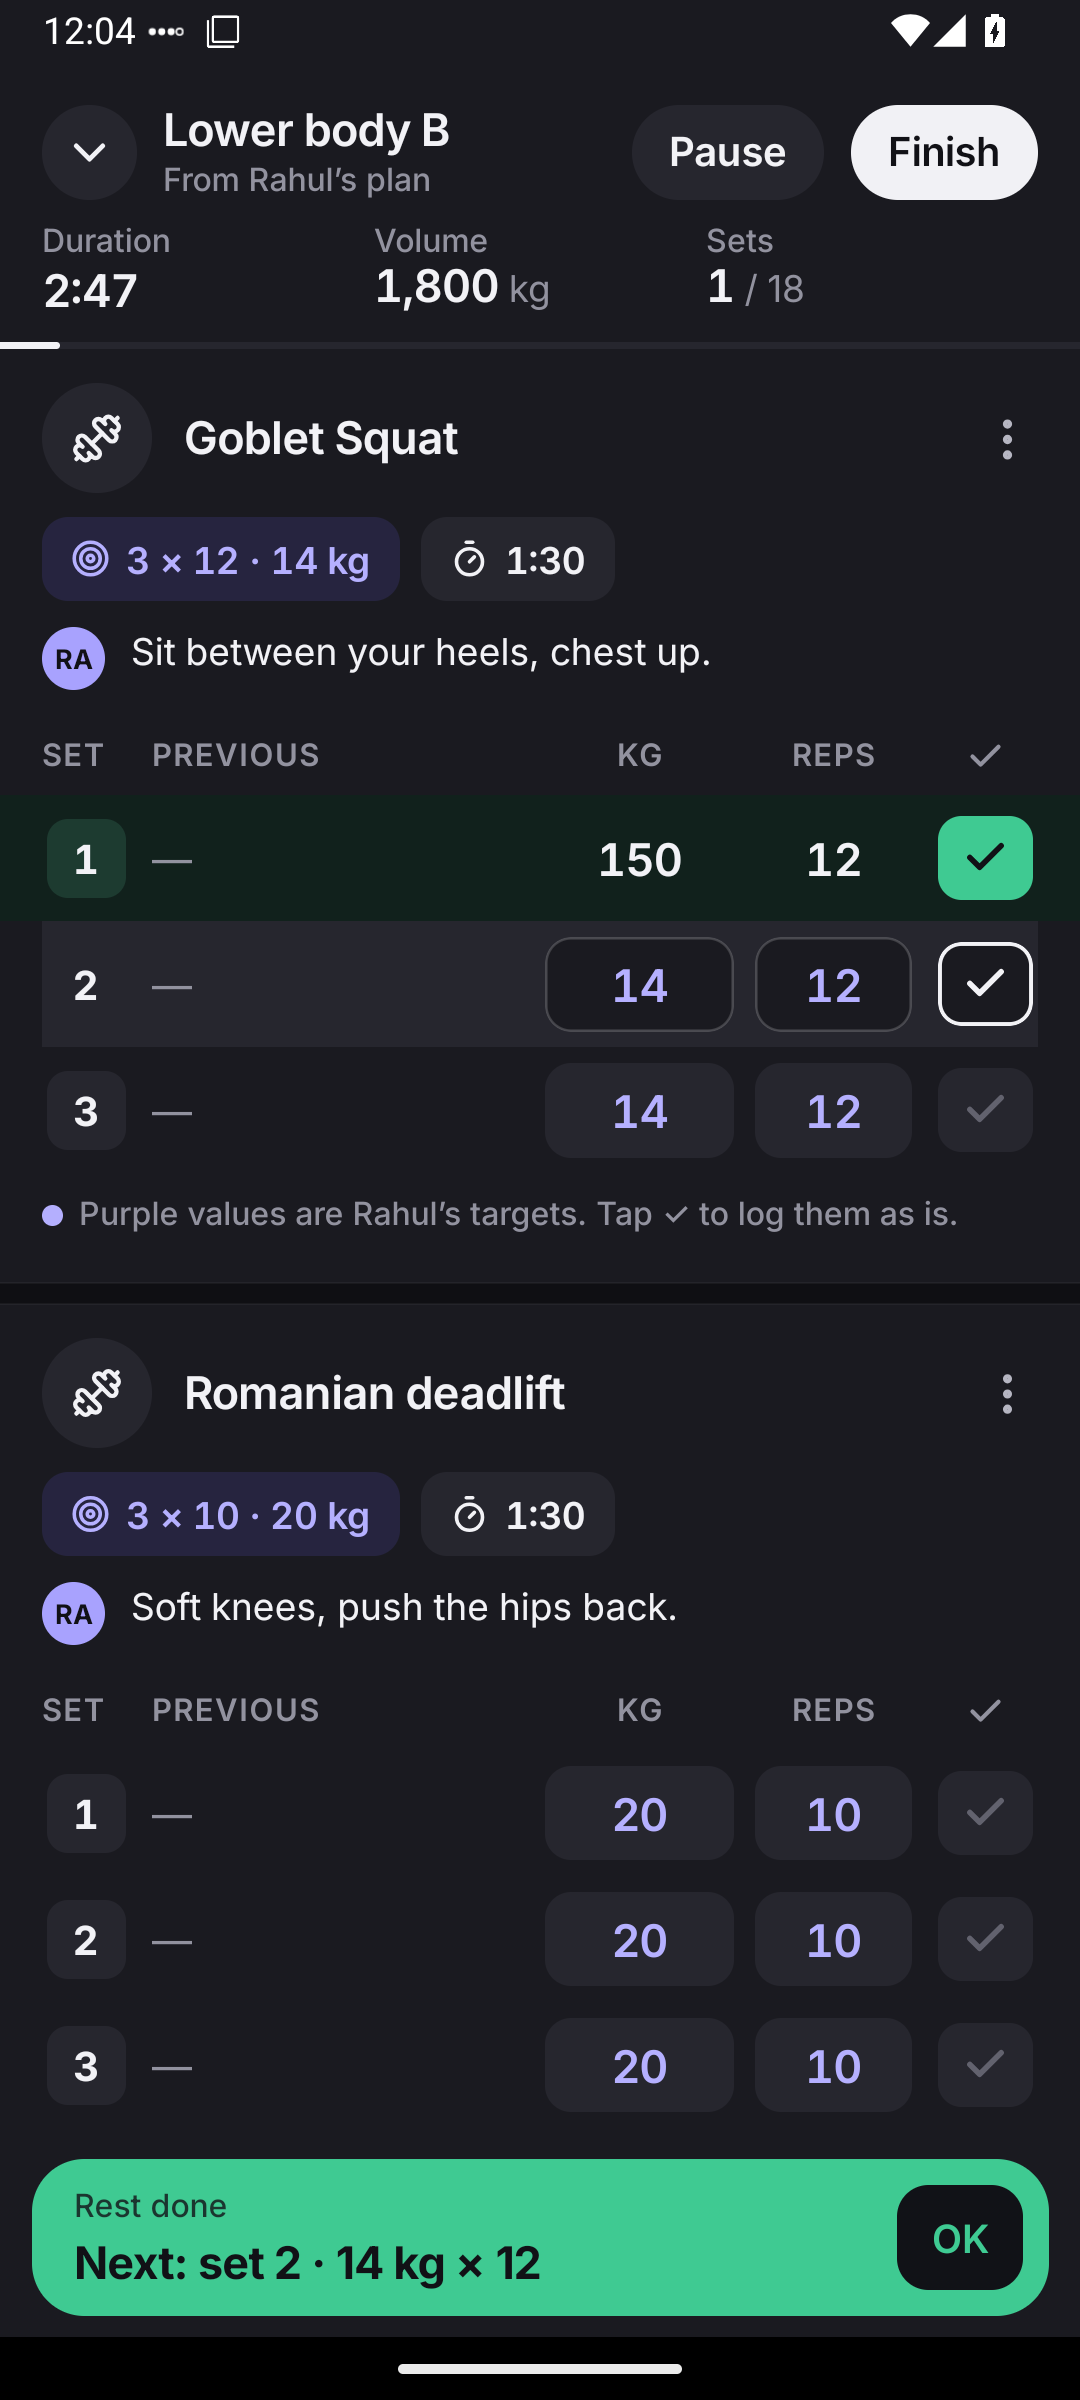 12:04
Lower body B
From Rahul's plan
Pause
Finish
Duration
Volume
Sets
2:47
1,800 kg
1 / 18
Goblet Squat
3 × 12 · 14 kg
1:30
RA
Sit between your heels, chest up.
SET PREVIOUS KG REPS ✓
1 — 150 12 ✓
2 — 14 12 ✓
3 — 14 12 ✓
Purple values are Rahul's targets. Tap ✓ to log them as is.
Romanian deadlift
3 × 10 · 20 kg
1:30
RA
Soft knees, push the hips back.
SET PREVIOUS KG REPS ✓
1 — 20 10 ✓
2 — 20 10 ✓
3 — 20 10 ✓
Rest done
Next: set 2 · 14 kg × 12
OK